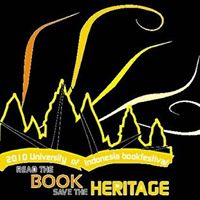 2010 University of Indonesia bookfestival
READ THE
BOOK
SAVE THE HERITAGE